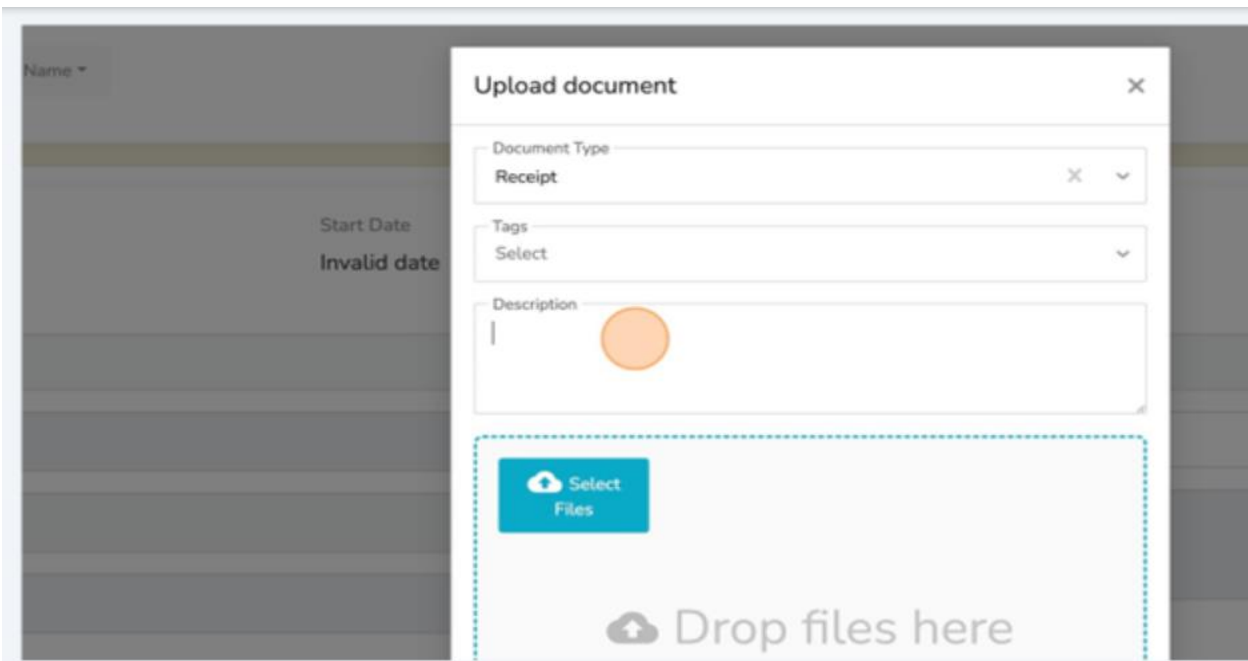 Name
Upload document
Document Type
Receipt
Start Date
Invalid date
Tags
Select
Description
Select
Files
Drop files here